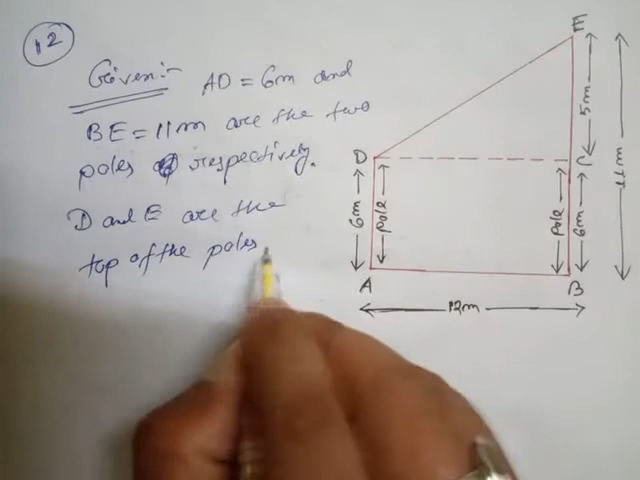 12
Given:- AD = 6m and
BE = 11m are the two
poles respectively.
D and E are the
top of the poles
E
5m
11m
D
C
6m
pole
pole
6m
A
B
12m